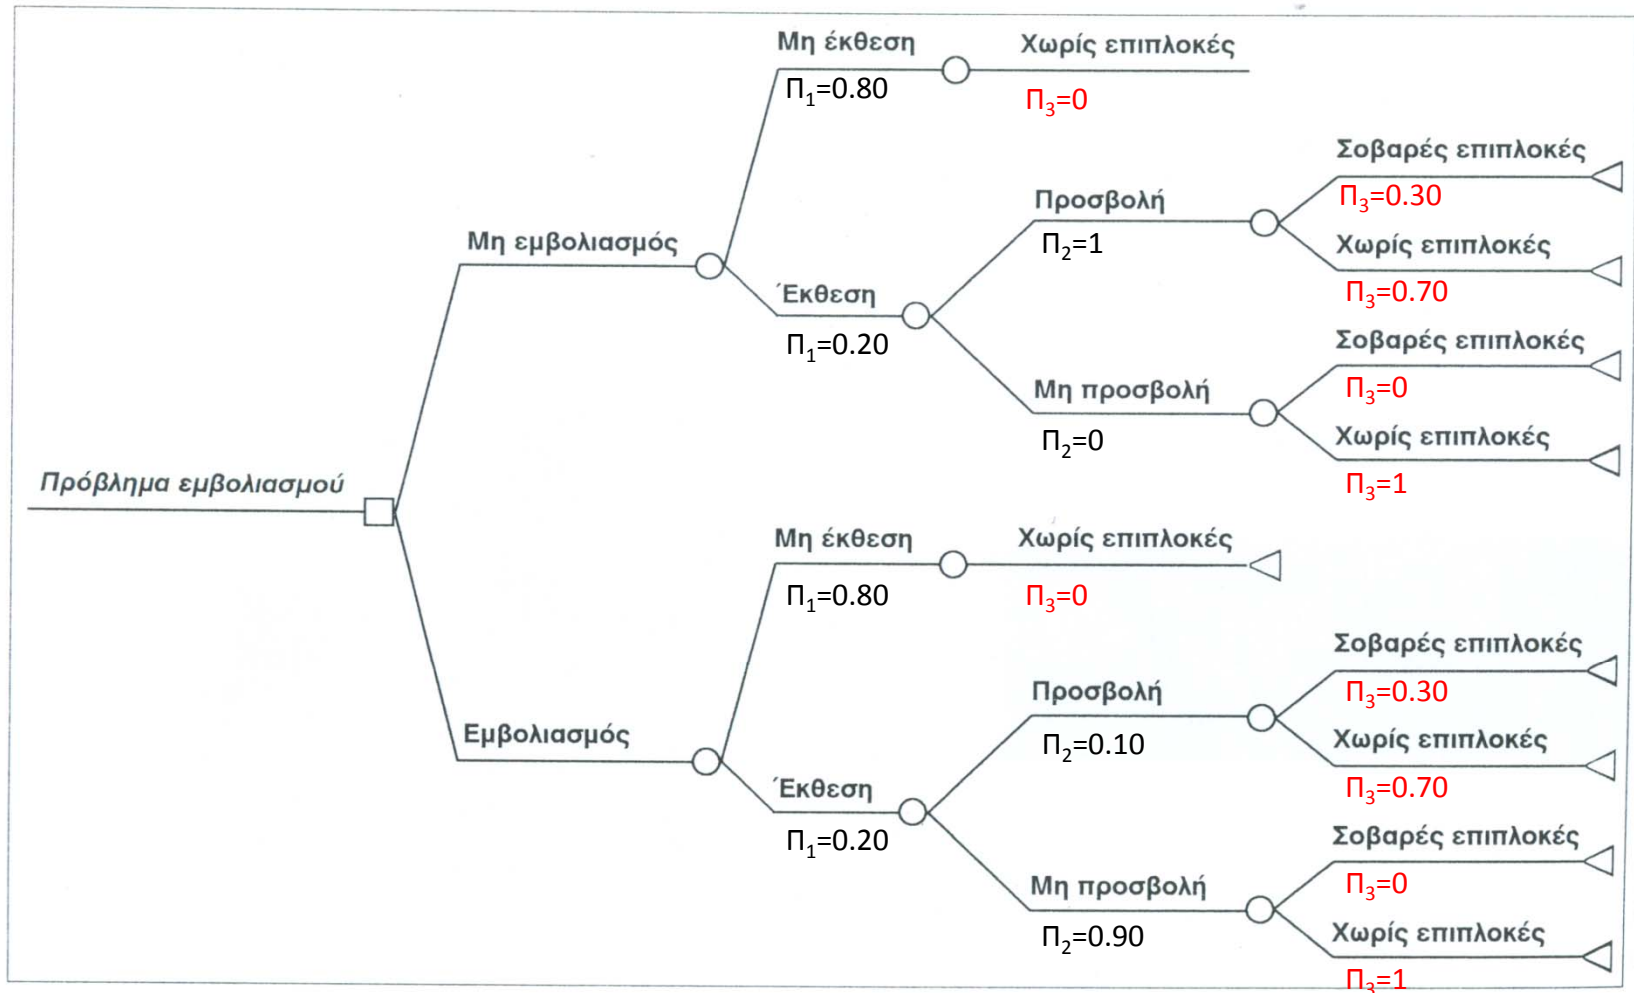 Μη έκθεση
Χωρίς επιπλοκές
Π₁=0.80
Π₃=0
Σοβαρές επιπλοκές
Π₃=0.30
Προσβολή
Π₂=1
Χωρίς επιπλοκές
Π₃=0.70
Μη εμβολιασμός
Έκθεση
Π₁=0.20
Σοβαρές επιπλοκές
Π₃=0
Μη προσβολή
Π₂=0
Χωρίς επιπλοκές
Π₃=1
Πρόβλημα εμβολιασμού
Μη έκθεση
Χωρίς επιπλοκές
Π₁=0.80
Π₃=0
Σοβαρές επιπλοκές
Π₃=0.30
Προσβολή
Π₂=0.10
Χωρίς επιπλοκές
Π₃=0.70
Εμβολιασμός
Έκθεση
Π₁=0.20
Σοβαρές επιπλοκές
Π₃=0
Μη προσβολή
Π₂=0.90
Χωρίς επιπλοκές
Π₃=1